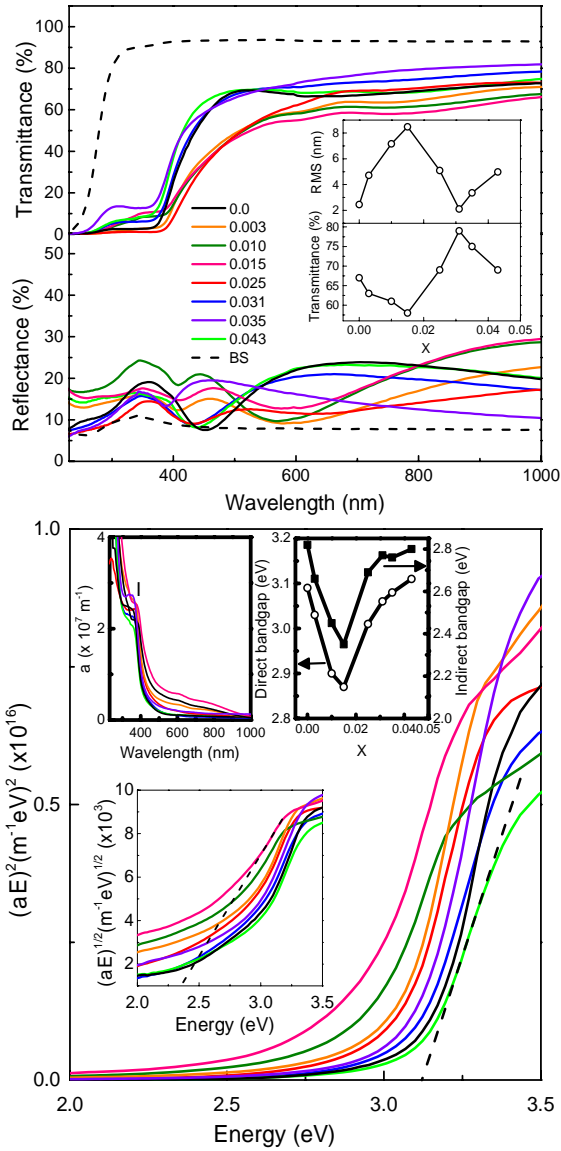 Transmittance (%)
100
90
80
70
60
50
40
30
20
10
0
0.0
0.003
0.010
0.015
0.025
0.031
0.035
0.043
BS
RMS (nm)
8
6
4
2
Transmittance (%)
80
75
70
65
60
0.00 0.01 0.02 0.03 0.04 0.05
X
Reflectance (%)
50
40
30
20
10
0
400 600 800 1000
Wavelength (nm)
(aE)²(m⁻¹eV)² (x10¹⁶)
1.0
0.5
0.0
a (x 10⁷ m⁻¹)
4
3
2
1
0
I
400 600 800 1000
Wavelength (nm)
Direct bandgap (eV)
3.2
3.1
3.0
2.9
2.8
Indirect bandgap (eV)
2.8
2.6
2.4
2.2
2.0
0.00 0.01 0.02 0.03 0.04 0.05
X
(aE)¹/²(m⁻¹eV)¹/² (x10³)
10
8
6
4
2
2.0 2.5 3.0 3.5
Energy (eV)
2.0 2.5 3.0 3.5
Energy (eV)